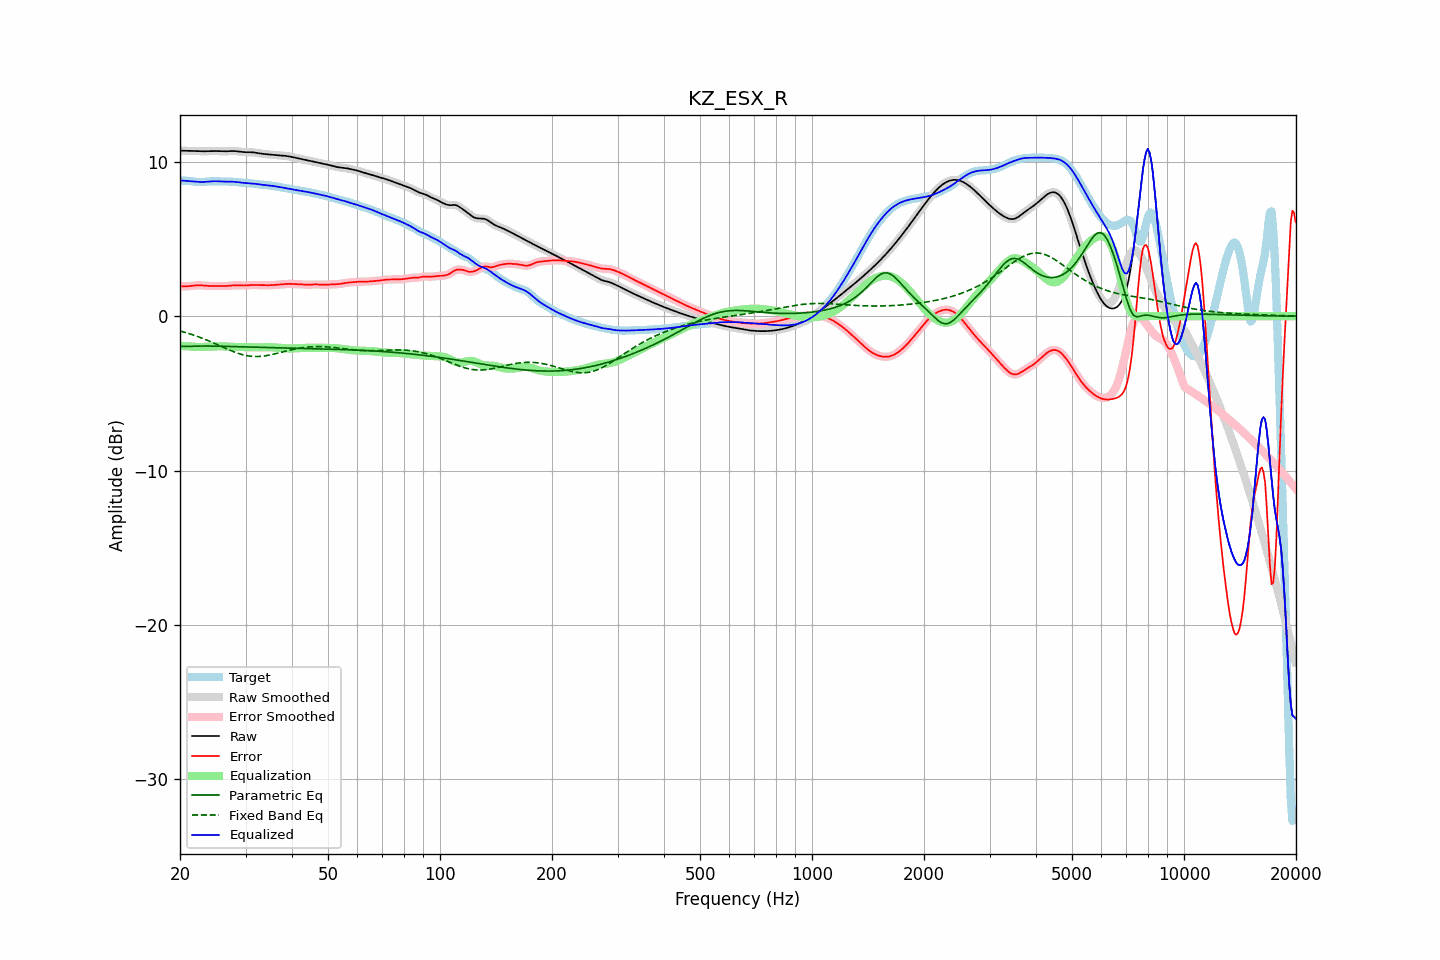 KZ_ESX_R
Amplitude (dBr)
10
0
−10
−20
−30
Target
Raw Smoothed
Error Smoothed
Raw
Error
Equalization
Parametric Eq
Fixed Band Eq
Equalized
20 50 100 200 500 1000 2000 5000 10000 20000
Frequency (Hz)